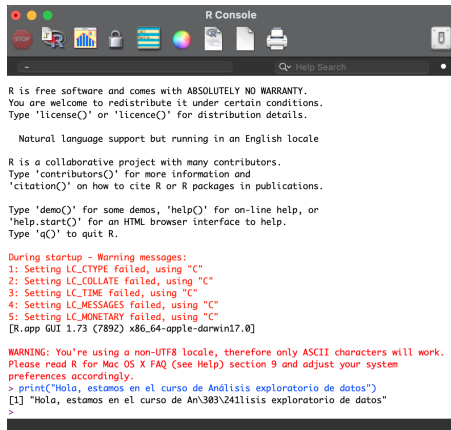 R Console
STOP
R
~
Help Search
R is free software and comes with ABSOLUTELY NO WARRANTY.
You are welcome to redistribute it under certain conditions.
Type 'license()' or 'licence()' for distribution details.
Natural language support but running in an English locale
R is a collaborative project with many contributors.
Type 'contributors()' for more information and
'citation()' on how to cite R or R packages in publications.
Type 'demo()' for some demos, 'help()' for on-line help, or
'help.start()' for an HTML browser interface to help.
Type 'q()' to quit R.
During startup - Warning messages:
1: Setting LC_CTYPE failed, using "C"
2: Setting LC_COLLATE failed, using "C"
3: Setting LC_TIME failed, using "C"
4: Setting LC_MESSAGES failed, using "C"
5: Setting LC_MONETARY failed, using "C"
[R.app GUI 1.73 (7892) x86_64-apple-darwin17.0]
WARNING: You're using a non-UTF8 locale, therefore only ASCII characters will work.
Please read R for Mac OS X FAQ (see Help) section 9 and adjust your system
preferences accordingly.
> print("Hola, estamos en el curso de Análisis exploratorio de datos")
[1] "Hola, estamos en el curso de An\303\241lisis exploratorio de datos"
>